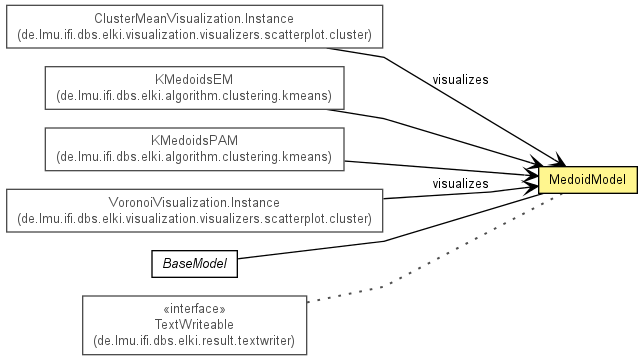 ClusterMeanVisualization.Instance
(de.lmu.ifi.dbs.elki.visualization.visualizers.scatterplot.cluster)
visualizes
KMedoidsEM
(de.lmu.ifi.dbs.elki.algorithm.clustering.kmeans)
KMedoidsPAM
(de.lmu.ifi.dbs.elki.algorithm.clustering.kmeans)
MedoidModel
visualizes
VoronoiVisualization.Instance
(de.lmu.ifi.dbs.elki.visualization.visualizers.scatterplot.cluster)
BaseModel
«interface»
TextWriteable
(de.lmu.ifi.dbs.elki.result.textwriter)